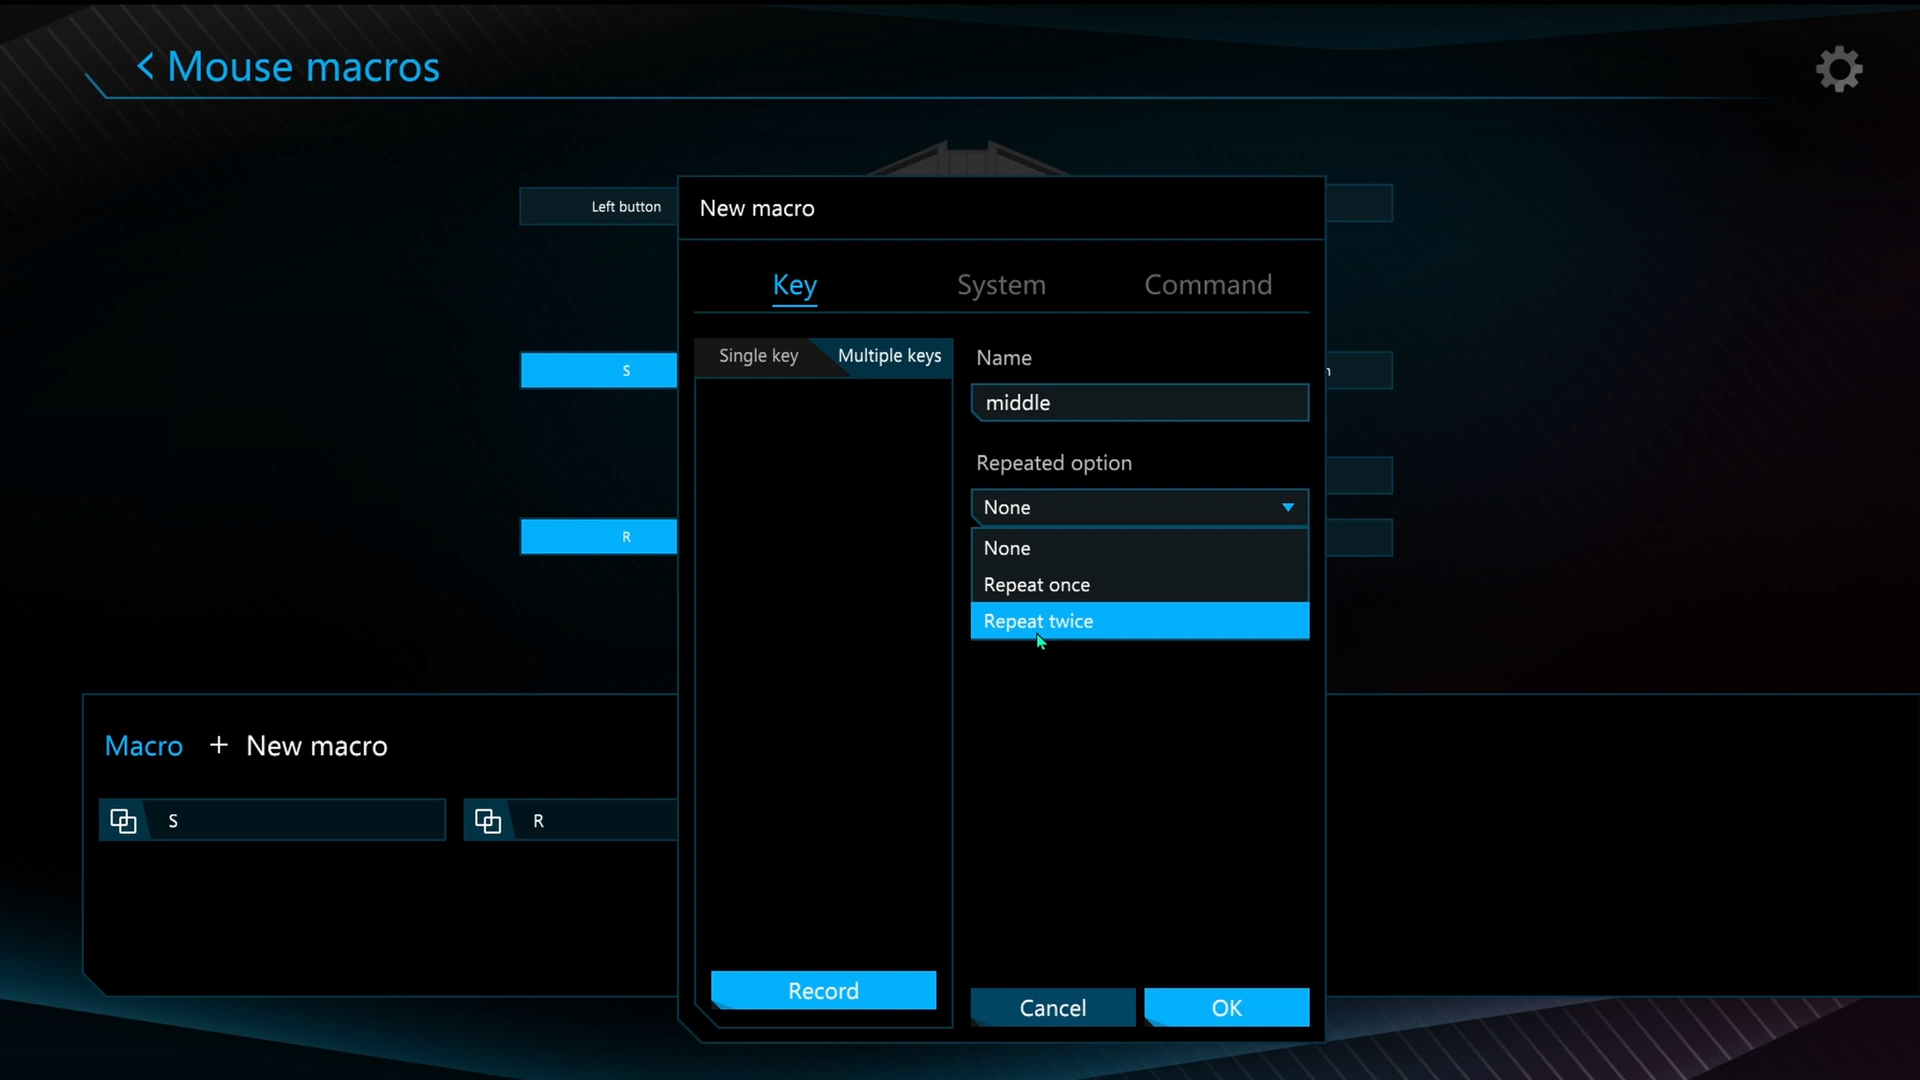 Mouse macros
Left button
New macro
Key
System
Command
Single key
Multiple keys
Name
S
middle
Repeated option
None
None
R
Repeat once
Repeat twice
Macro
+ New macro
S
R
Record
Cancel
OK